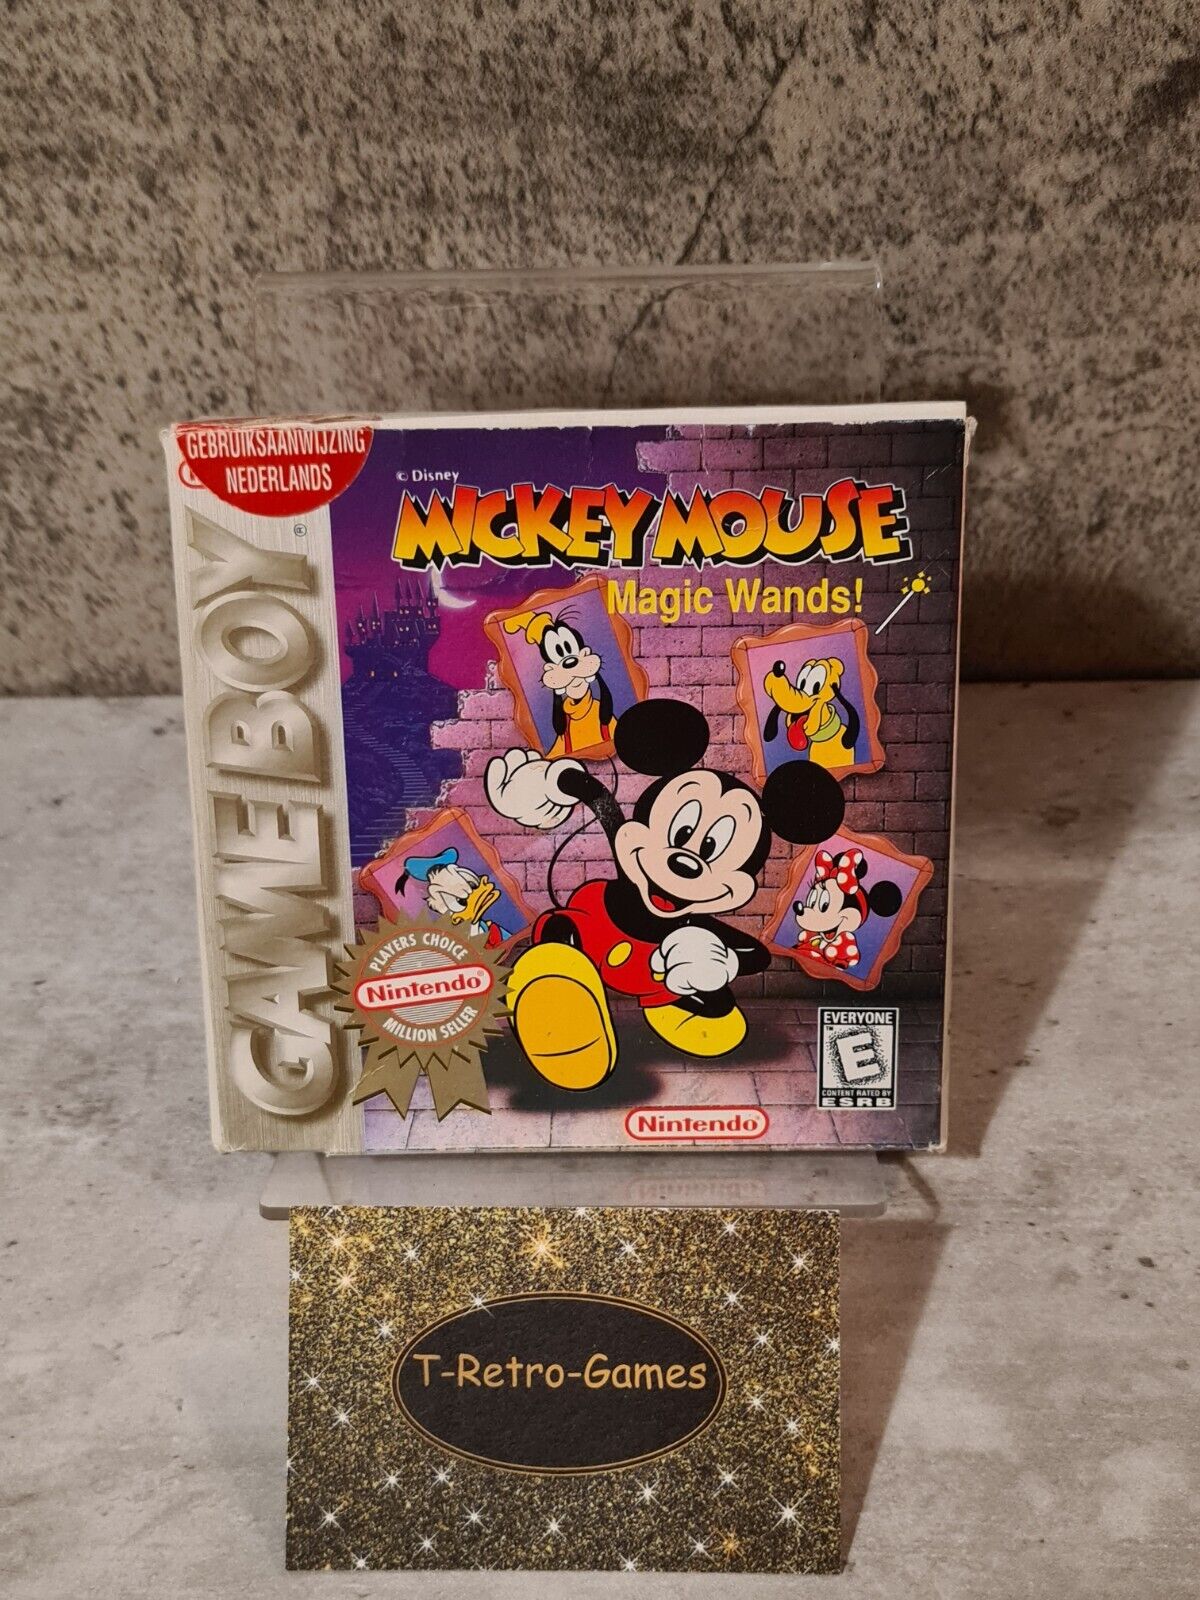 GEBRUIKSAANWIJZING
NEDERLANDS
GAME BOY®
© Disney
MICKEY MOUSE
Magic Wands!
PLAYERS CHOICE
Nintendo®
MILLION SELLER
EVERYONE
E
CONTENT RATED BY
ESRB
Nintendo®
T-Retro-Games